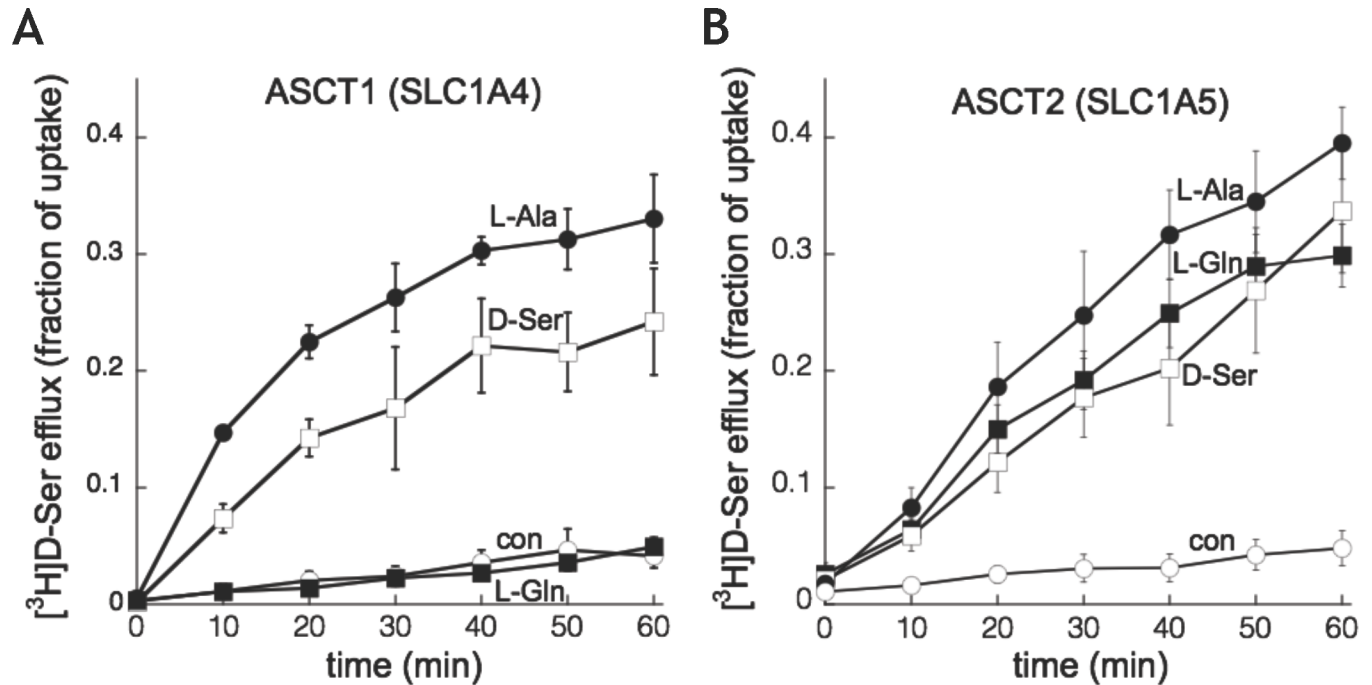 A
ASCT1 (SLC1A4)
[³H]D-Ser efflux (fraction of uptake)
0.4
0.3
0.2
0.1
0
L-Ala
D-Ser
con
L-Gln
0 10 20 30 40 50 60
time (min)
B
ASCT2 (SLC1A5)
[³H]D-Ser efflux (fraction of uptake)
0.4
0.3
0.2
0.1
0
L-Ala
L-Gln
D-Ser
con
0 10 20 30 40 50 60
time (min)